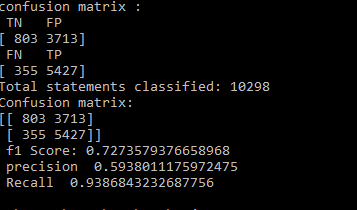 confusion matrix :
TN FP
[ 803 3713]
FN TP
[ 355 5427]
Total statements classified: 10298
Confusion matrix:
[[ 803 3713]
[ 355 5427]]
f1 Score: 0.7273579376658968
precision 0.5938011175972475
Recall 0.9386843232687756